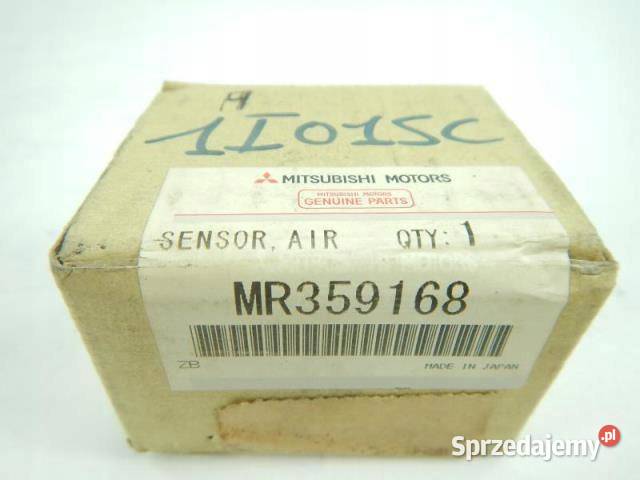 1I01SC
MITSUBISHI MOTORS
MITSUBISHI MOTORS
GENUINE PARTS
SENSOR, AIR QTY: 1
MR359168
ZB MADE IN JAPAN
Sprzedajemy.pl